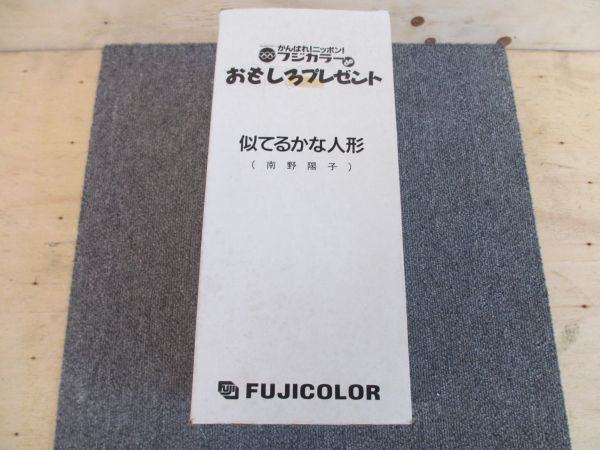 がんばれ!ニッポン!
フジカラーの
おもしろプレゼント
似てるかな人形
(南野陽子)
FUJI FUJICOLOR